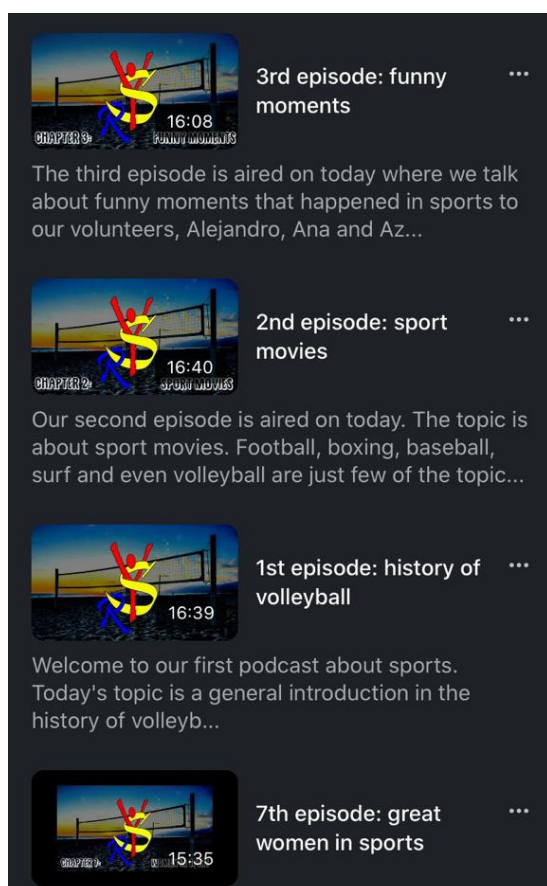 16:08
CHAPTER 3:
FUNNY MOMENTS
3rd episode: funny
moments
The third episode is aired on today where we talk
about funny moments that happened in sports to
our volunteers, Alejandro, Ana and Az...
16:40
CHAPTER 2:
SPORT MOVIES
2nd episode: sport
movies
Our second episode is aired on today. The topic is
about sport movies. Football, boxing, baseball,
surf and even volleyball are just few of the topic...
16:39
1st episode: history of
volleyball
Welcome to our first podcast about sports.
Today's topic is a general introduction in the
history of volleyb...
15:35
CHAPTER 7:
7th episode: great
women in sports